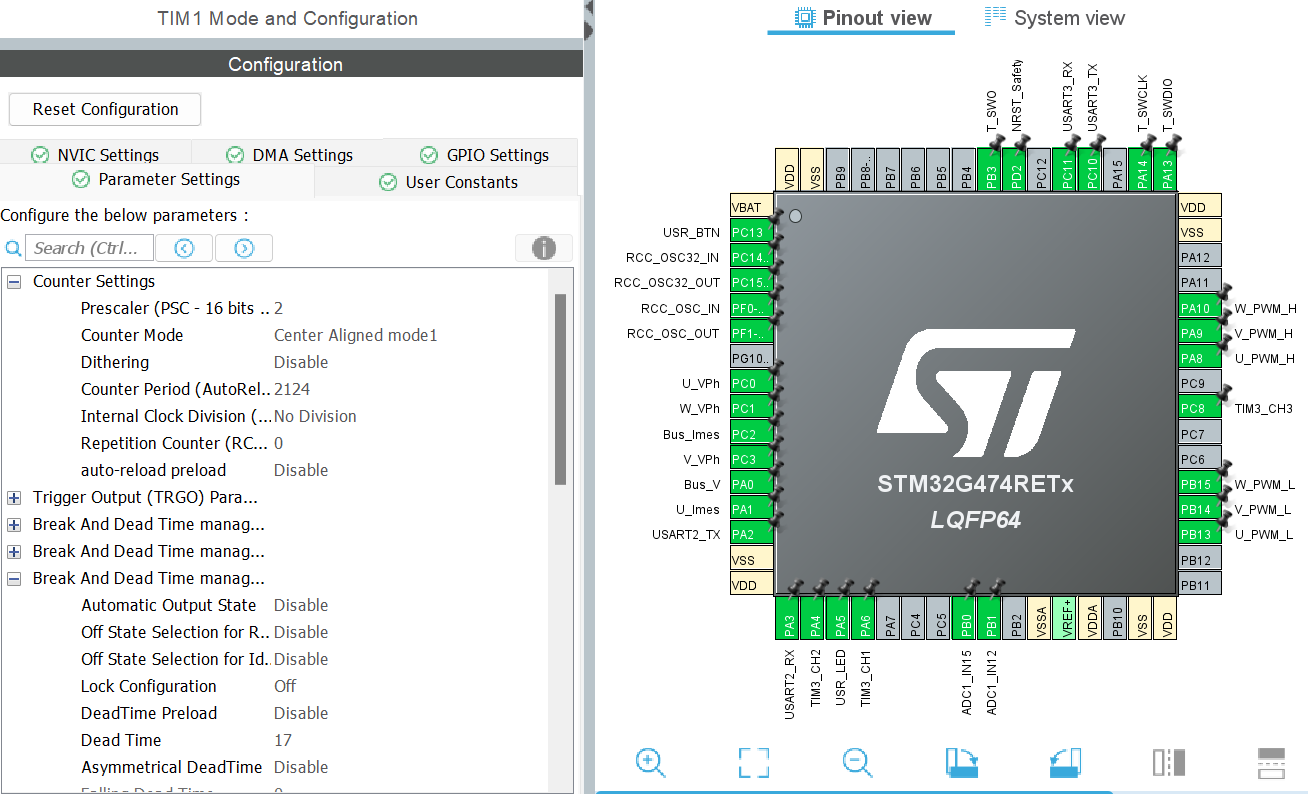 TIM1 Mode and Configuration
Configuration
Reset Configuration
NVIC Settings
DMA Settings
GPIO Settings
Parameter Settings
User Constants
Configure the below parameters :
Search (Ctrl...
Counter Settings
Prescaler (PSC - 16 bits .. 2
Counter Mode Center Aligned mode1
Dithering Disable
Counter Period (AutoRel.. 2124
Internal Clock Division (... No Division
Repetition Counter (RC... 0
auto-reload preload Disable
Trigger Output (TRGO) Para...
Break And Dead Time manag...
Break And Dead Time manag...
Break And Dead Time manag...
Automatic Output State Disable
Off State Selection for R.. Disable
Off State Selection for Id.. Disable
Lock Configuration Off
DeadTime Preload Disable
Dead Time 17
Asymmetrical DeadTime Disable
Falling Dead Time 0
Pinout view
System view
T_SWO
NRST_Safety
USART3_RX
USART3_TX
T_SWCLK
T_SWDIO
VDD
VSS
PB9
PB8-..
PB7
PB6
PB5
PB4
PB3
PD2
PC12
PC11
PC10
PA15
PA14
PA13
VBAT
USR_BTN PC13
RCC_OSC32_IN PC14..
RCC_OSC32_OUT PC15..
RCC_OSC_IN PF0-..
RCC_OSC_OUT PF1-..
PG10..
U_VPh PC0
W_VPh PC1
Bus_Imes PC2
V_VPh PC3
Bus_V PA0
U_Imes PA1
USART2_TX PA2
VSS
VDD
STM32G474RETx
LQFP64
VDD
VSS
PA12
PA11
PA10 W_PWM_H
PA9 V_PWM_H
PA8 U_PWM_H
PC9
PC8 TIM3_CH3
PC7
PC6
PB15 W_PWM_L
PB14 V_PWM_L
PB13 U_PWM_L
PB12
PB11
PA3
PA4
PA5
PA6
PA7
PC4
PC5
PB0
PB1
PB2
VSSA
VREF+
VDDA
PB10
VSS
VDD
USART2_RX
TIM3_CH2
USR_LED
TIM3_CH1
ADC1_IN15
ADC1_IN12